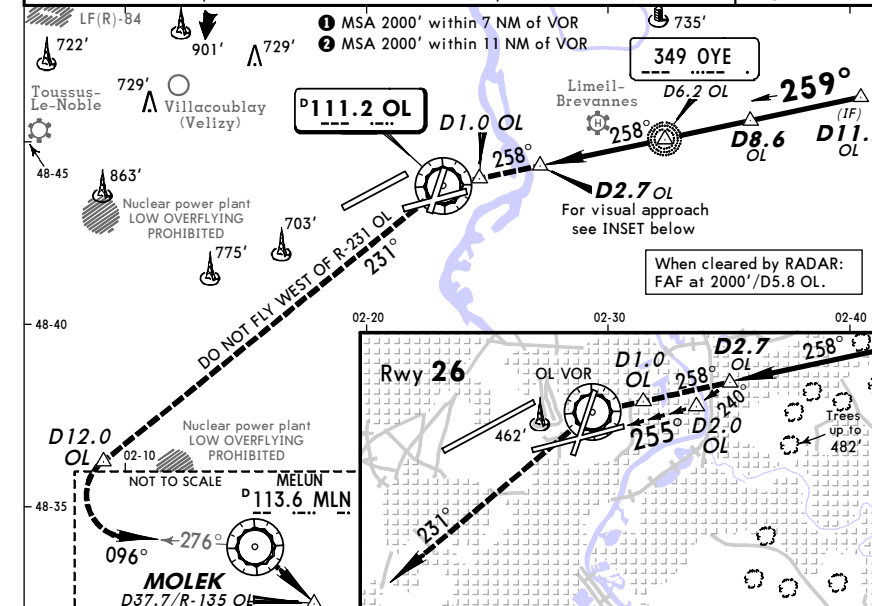 LF(R)-84
722'
901'
729'
❶ MSA 2000' within 7 NM of VOR
❷ MSA 2000' within 11 NM of VOR
735'
349 OYE
D6.2 OL
259°
(IF)
729'
Toussus-
Le-Noble
Villacoublay
(Velizy)
D 111.2 OL
D1.0 OL
Limeil-
Brevannes
H
258°
258°
D8.6
OL
D11.
OL
48-45
863'
Nuclear power plant
LOW OVERFLYING
PROHIBITED
D2.7 OL
For visual approach
see INSET below
703'
775'
DO NOT FLY WEST OF R-231 OL
231°
When cleared by RADAR:
FAF at 2000'/D5.8 OL.
48-40
02-20
02-30
02-40
Rwy 26
OL VOR
D1.0
OL
D2.7
OL
258°
258°
240°
462'
255°
D2.0
OL
Trees
up to
482'
231°
D12.0
OL
02-10
Nuclear power plant
LOW OVERFLYING
PROHIBITED
NOT TO SCALE
MELUN
D 113.6 MLN
48-35
096°
276°
MOLEK
D37.7/R-135 OL